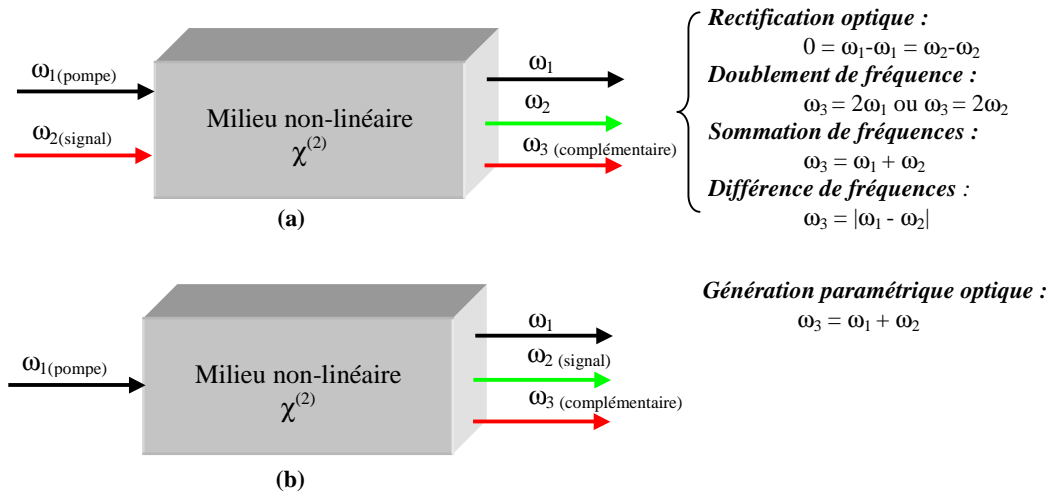 ω1(pompe)
ω2(signal)
Milieu non-linéaire
χ(2)
ω1
ω2
ω3 (complémentaire)
(a)
Rectification optique :
0 = ω1-ω1 = ω2-ω2
Doublement de fréquence :
ω3 = 2ω1 ou ω3 = 2ω2
Sommation de fréquences :
ω3 = ω1 + ω2
Différence de fréquences :
ω3 = |ω1 - ω2|
ω1(pompe)
Milieu non-linéaire
χ(2)
ω1
ω2 (signal)
ω3 (complémentaire)
(b)
Génération paramétrique optique :
ω3 = ω1 + ω2